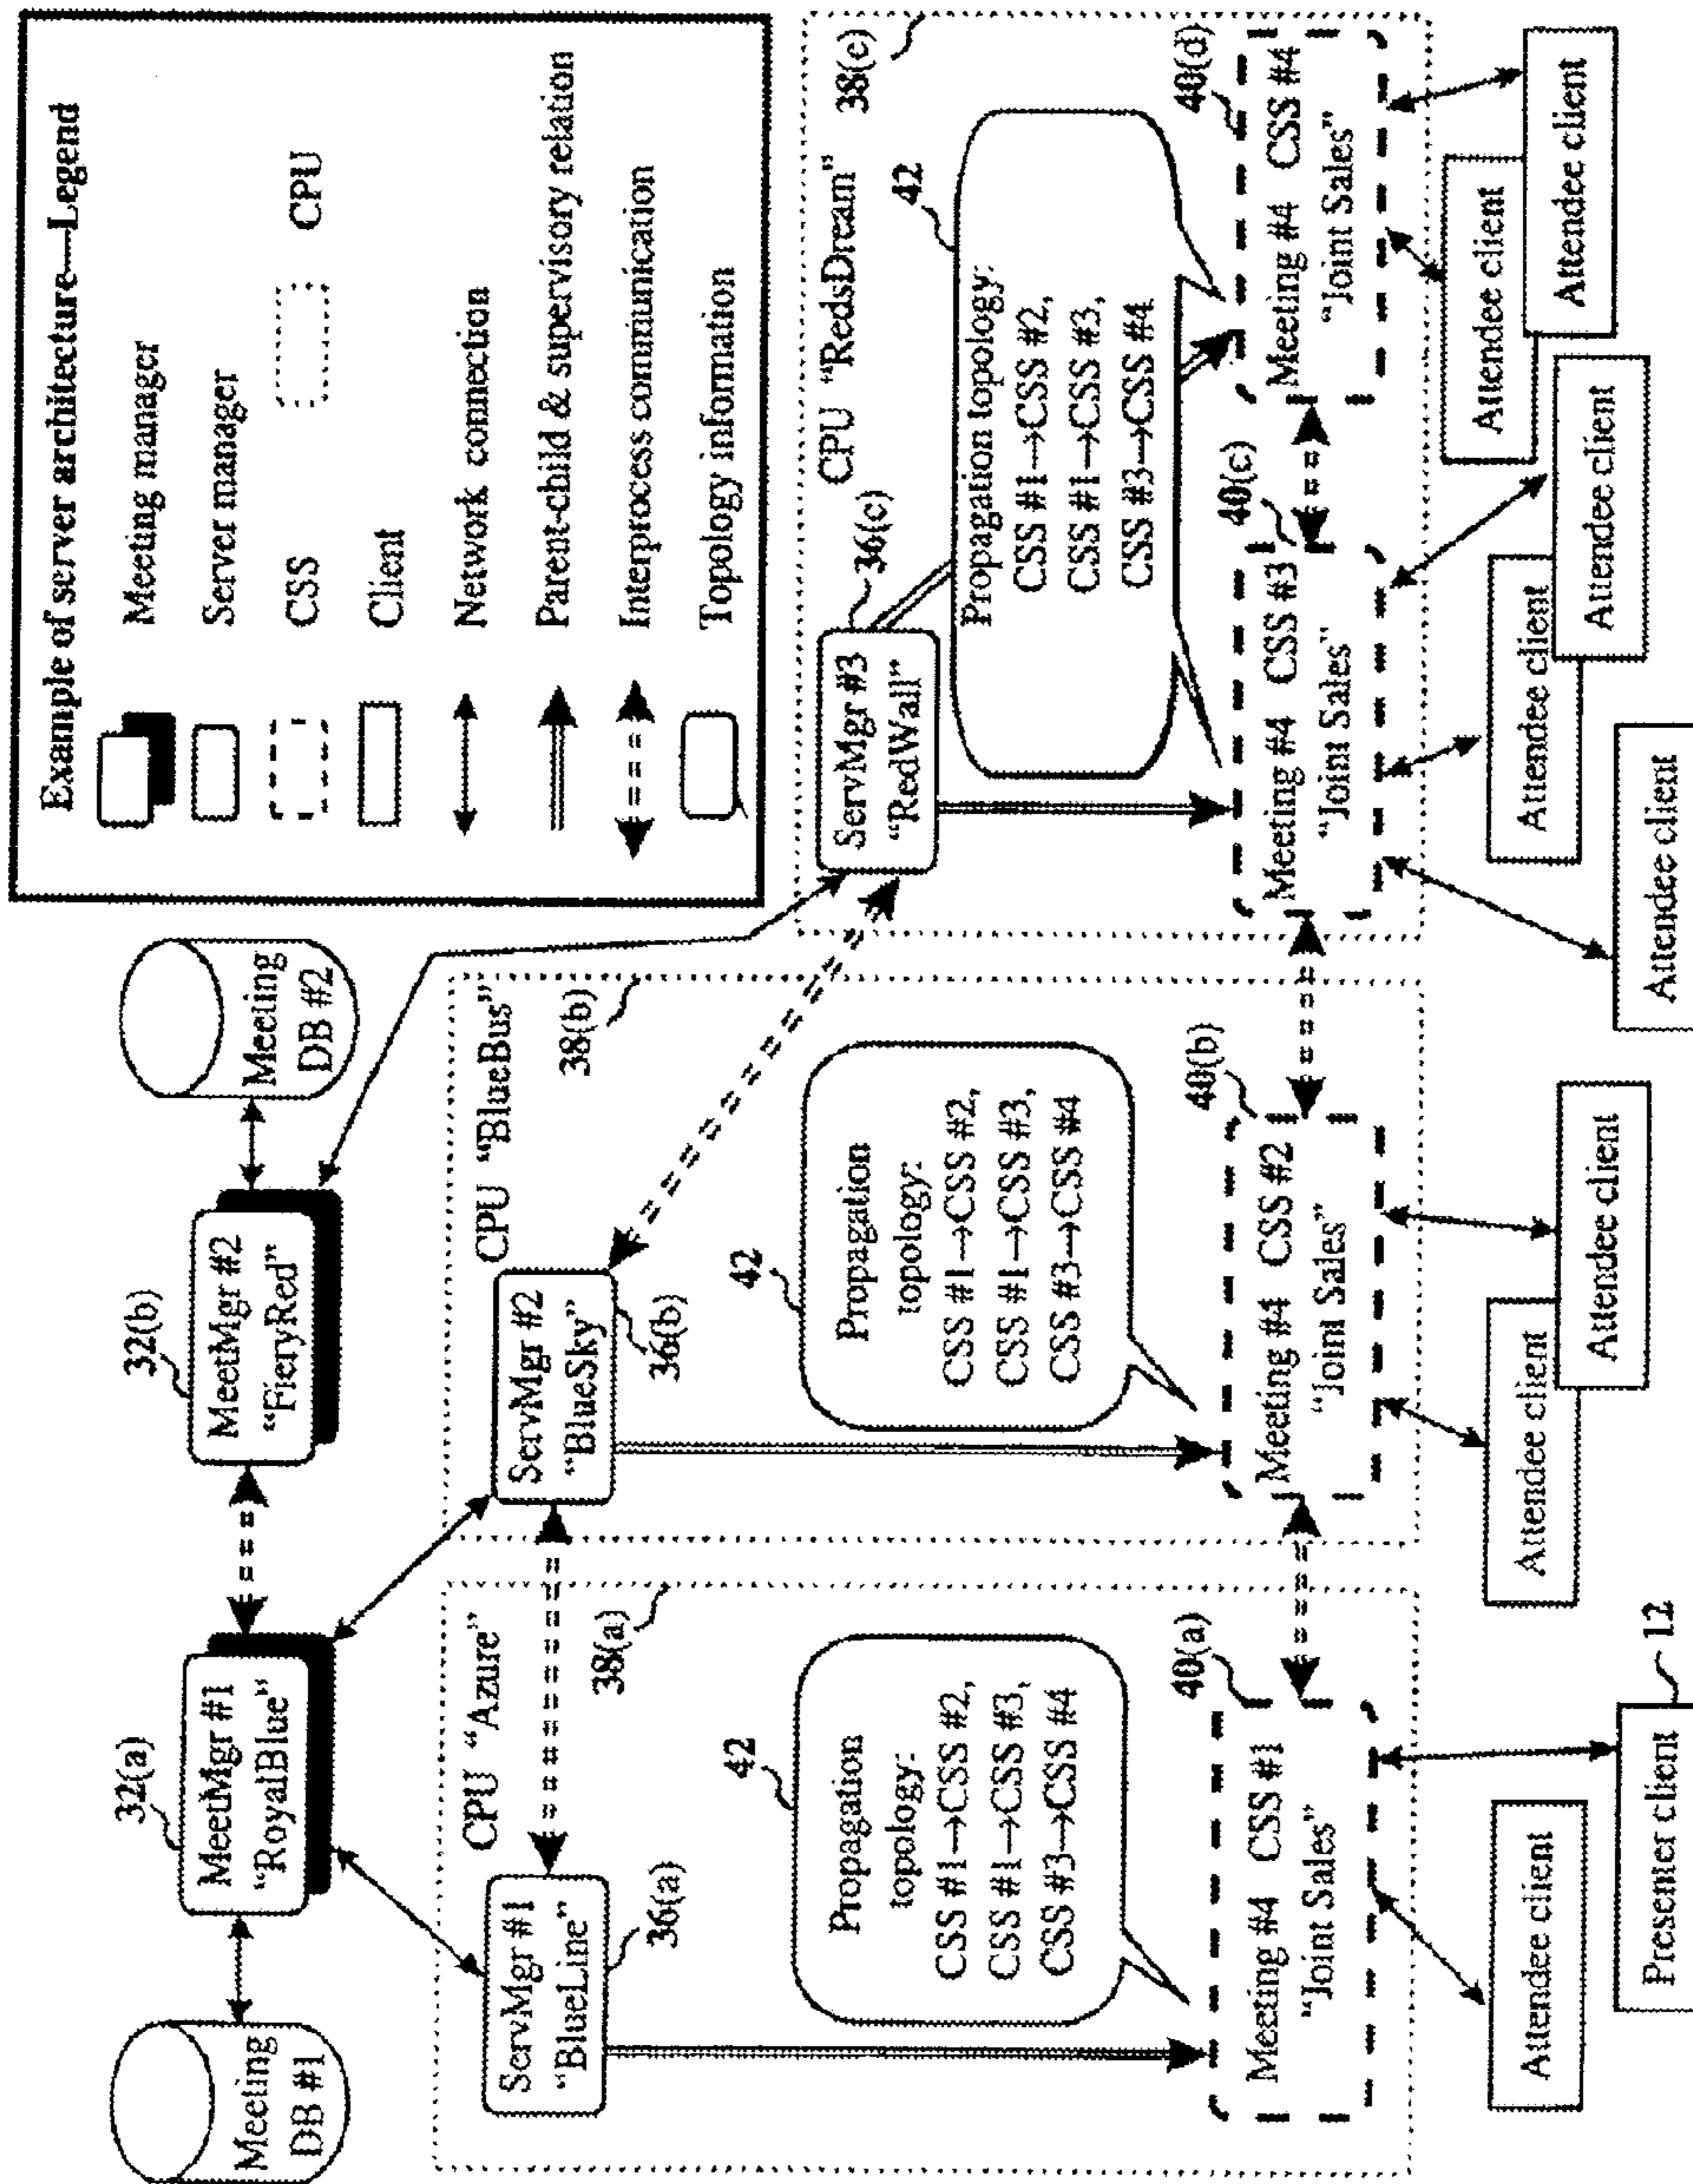 Example of server architecture—Legend
Meeting manager
Server manager
CSS
CPU
Client
Network connection
Parent-child & supervisory relation
Interprocess communication
Topology information
32(a)
32(b)
Meeting
DB #1
MeetMgr #1
“RoyalBlue”
MeetMgr #2
“FieryRed”
Meeting
DB #2
CPU “Azure”
38(a)
ServMgr #1
“BlueLine”
36(a)
42
Propagation
topology:
CSS #1→CSS #2,
CSS #1→CSS #3,
CSS #3→CSS #4
40(a)
Meeting #4 CSS #1
“Joint Sales”
Attendee client
Presenter client
12
CPU “BlueBus”
38(b)
ServMgr #2
“BlueSky”
36(b)
42
Propagation
topology:
CSS #1→CSS #2,
CSS #1→CSS #3,
CSS #3→CSS #4
40(b)
Meeting #4 CSS #2
“Joint Sales”
Attendee client
Attendee client
CPU “RedsDream”
38(c)
ServMgr #3
“RedWall”
36(c)
42
Propagation topology:
CSS #1→CSS #2,
CSS #1→CSS #3,
CSS #3→CSS #4
40(c)
Meeting #4 CSS #3
“Joint Sales”
40(d)
Meeting #4 CSS #4
“Joint Sales”
Attendee client
Attendee client
Attendee client
Attendee client
Attendee client